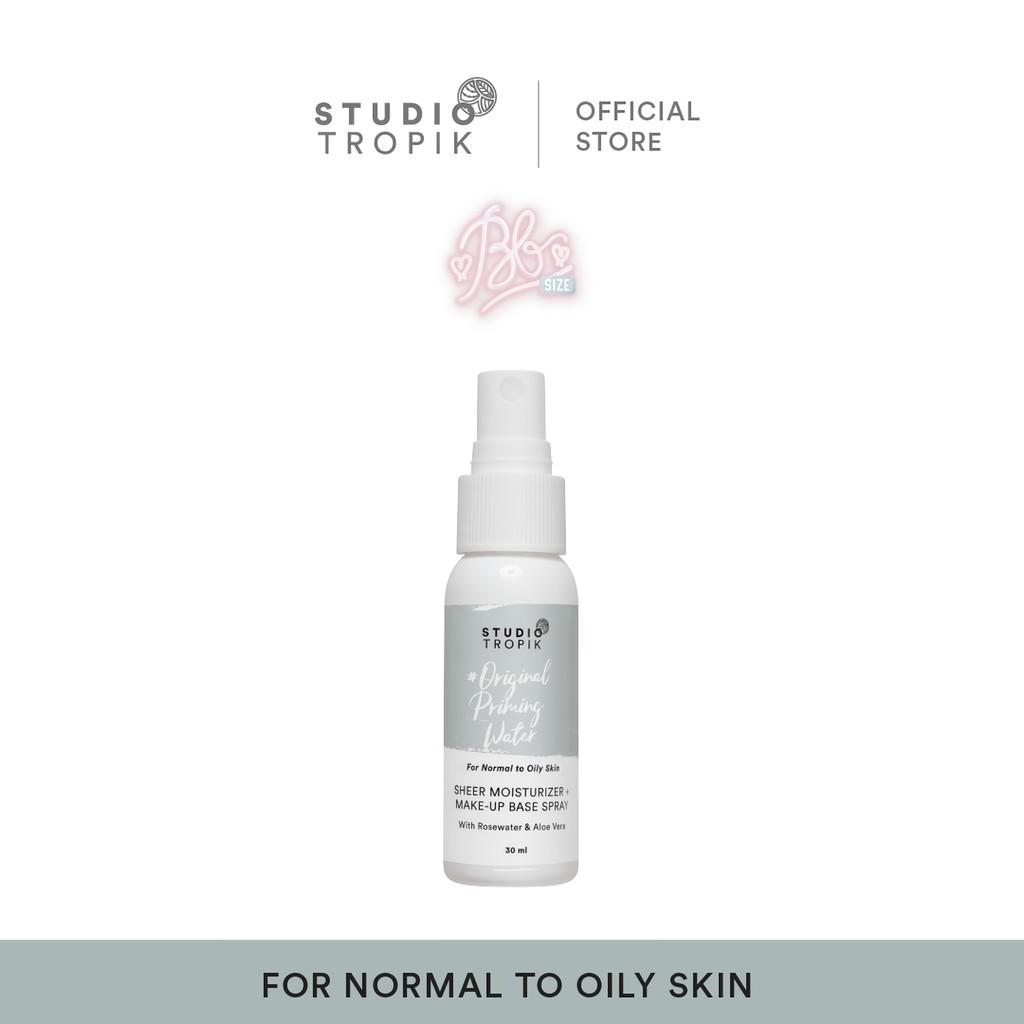 STUDIO
TROPIK
OFFICIAL
STORE
Bb
SIZE
STUDIO
TROPIK
#Original
Priming
Water
For Normal to Oily Skin
SHEER MOISTURIZER +
MAKE-UP BASE SPRAY
With Rosewater & Aloe Vera
30 ml
FOR NORMAL TO OILY SKIN